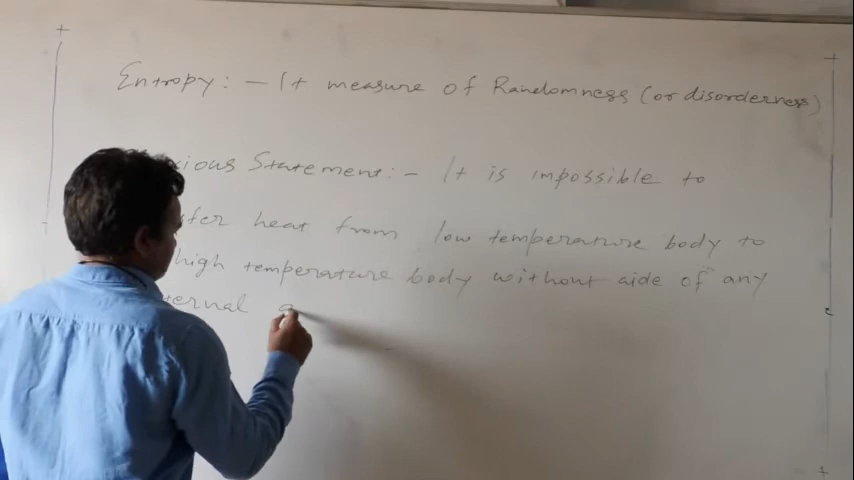 Entropy: - It measure of Randomness (or disorderness)
Statement: - It is impossible to
heat from low temperature body to
high temperature body without aide of any